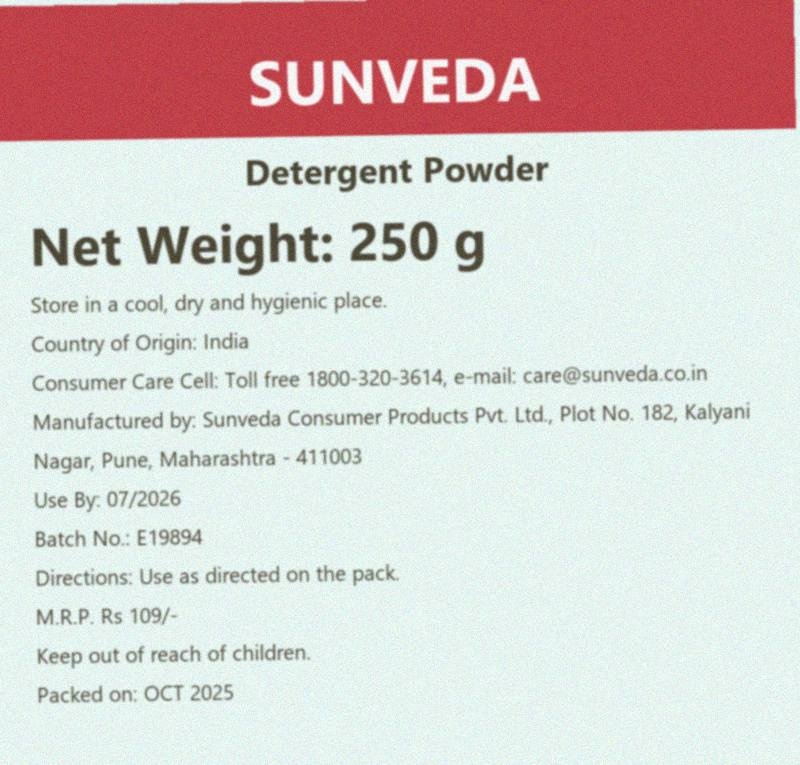 SUNVEDA
Detergent Powder
Net Weight: 250 g
Store in a cool, dry and hygienic place.
Country of Origin: India
Consumer Care Cell: Toll free 1800-320-3614, e-mail: care@sunveda.co.in
Manufactured by: Sunveda Consumer Products Pvt. Ltd., Plot No. 182, Kalyani
Nagar, Pune, Maharashtra - 411003
Use By: 07/2026
Batch No.: E19894
Directions: Use as directed on the pack.
M.R.P. Rs 109/-
Keep out of reach of children.
Packed on: OCT 2025